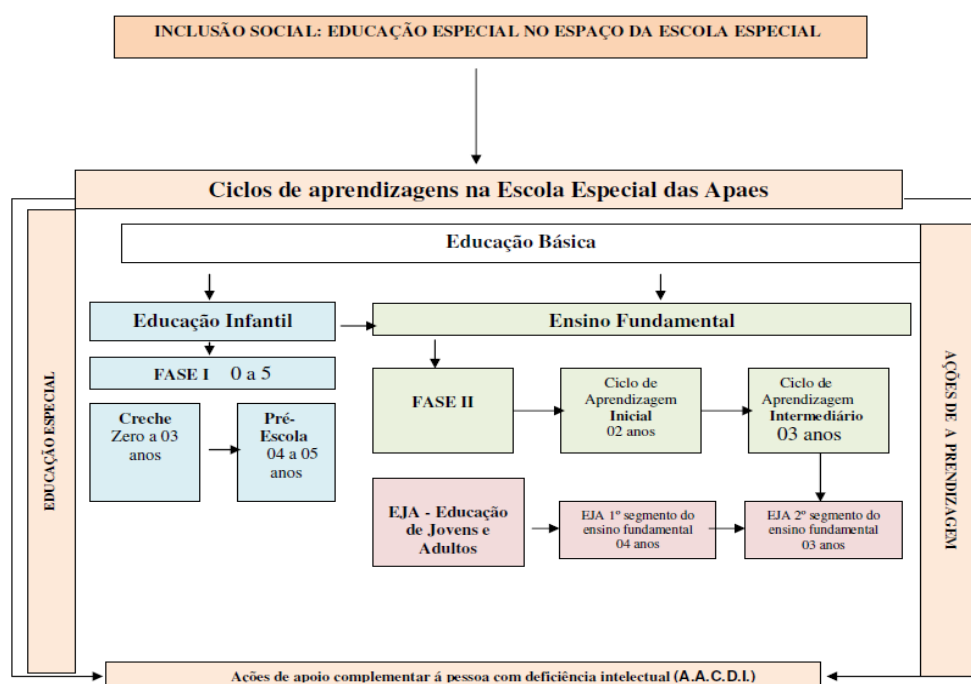 INCLUSÃO SOCIAL: EDUCAÇÃO ESPECIAL NO ESPAÇO DA ESCOLA ESPECIAL
Ciclos de aprendizagens na Escola Especial das Apaes
EDUCAÇÃO ESPECIAL
Educação Básica
Educação Infantil
Ensino Fundamental
FASE I 0 a 5
Creche
Zero a 03
anos
Pré-
Escola
04 a 05
anos
FASE II
Ciclo de
Aprendizagem
Inicial
02 anos
Ciclo de
Aprendizagem
Intermediário
03 anos
EJA - Educação
de Jovens e
Adultos
EJA 1º segmento do
ensino fundamental
04 anos
EJA 2º segmento do
ensino fundamental
03 anos
AÇÕES DE A PRENDIZAGEM
Ações de apoio complementar á pessoa com deficiência intelectual (A.A.C.D.I.)